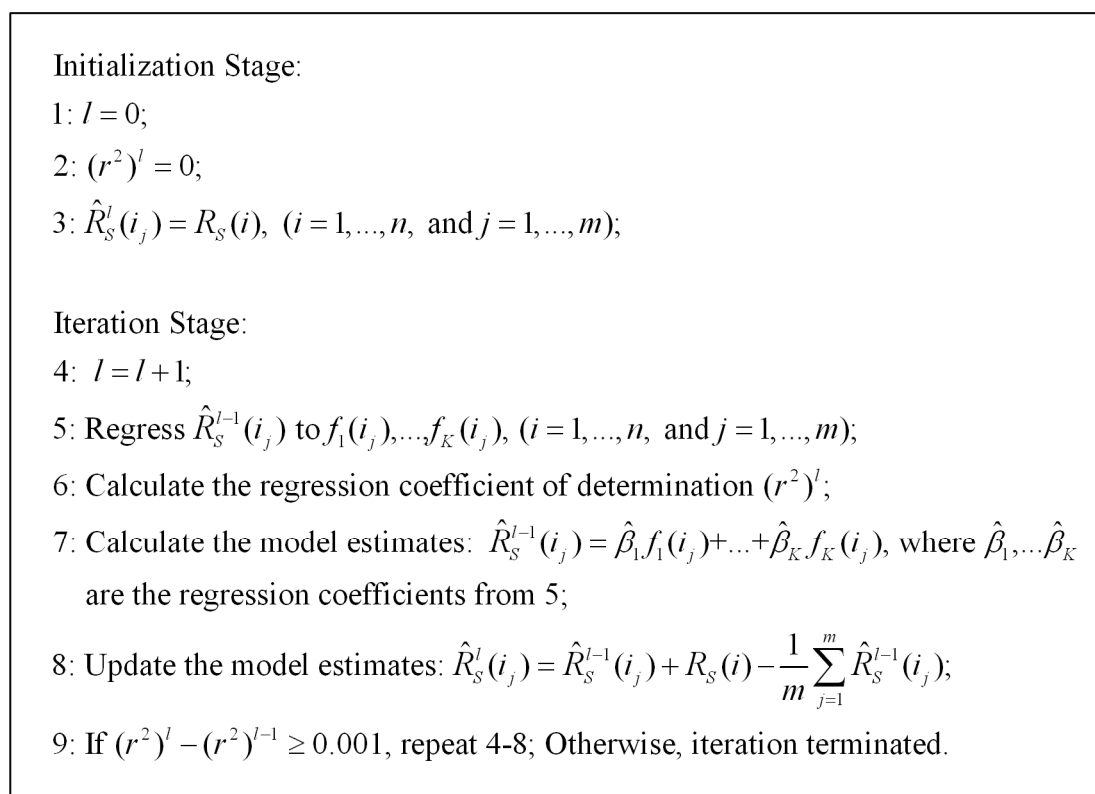 Initialization Stage:
1: l = 0;
2: (r²)ˡ = 0;
3: R̂_S^l(i_j) = R_S(i), (i = 1,...,n, and j = 1,...,m);
Iteration Stage:
4: l = l + 1;
5: Regress R̂_S^{l-1}(i_j) to f_1(i_j),...,f_K(i_j), (i = 1,...,n, and j = 1,...,m);
6: Calculate the regression coefficient of determination (r²)ˡ;
7: Calculate the model estimates: R̂_S^{l-1}(i_j) = β̂_1 f_1(i_j)+...+β̂_K f_K(i_j), where β̂_1,...β̂_K
are the regression coefficients from 5;
8: Update the model estimates: R̂_S^l(i_j) = R̂_S^{l-1}(i_j) + R_S(i) − \frac{1}{m} \sum_{j=1}^{m} R̂_S^{l-1}(i_j);
9: If (r²)^l − (r²)^{l-1} ≥ 0.001, repeat 4-8; Otherwise, iteration terminated.